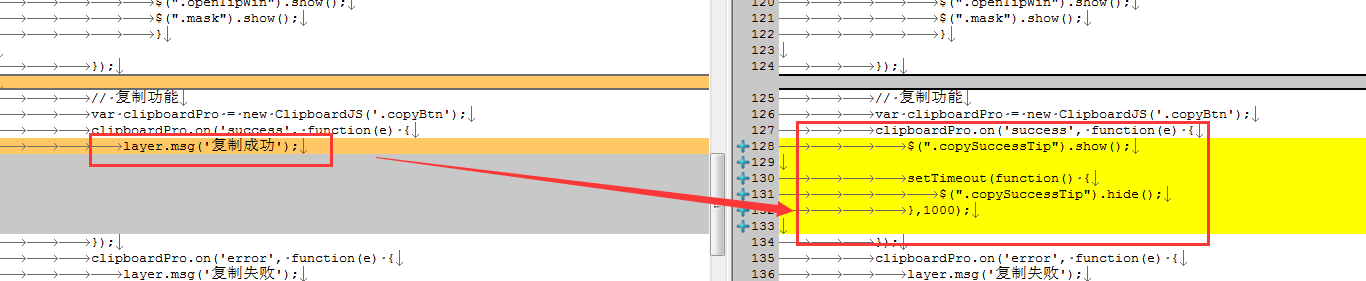 $(".openTipWin").show();
$(".mask").show();
}
});
// 复制功能
var clipboardPro = new ClipboardJS('.copyBtn');
clipboardPro.on('success', function(e) {
layer.msg('复制成功');
});
clipboardPro.on('error', function(e) {
layer.msg('复制失败');
120 $(".openTipWin").show();
121 $(".mask").show();
122 }
123
124 });
125 // 复制功能
126 var clipboardPro = new ClipboardJS('.copyBtn');
127 clipboardPro.on('success', function(e) {
128 $(".copySuccessTip").show();
129
130 setTimeout(function() {
131 $(".copySuccessTip").hide();
132 },1000);
133
134 });
135 clipboardPro.on('error', function(e) {
136 layer.msg('复制失败');